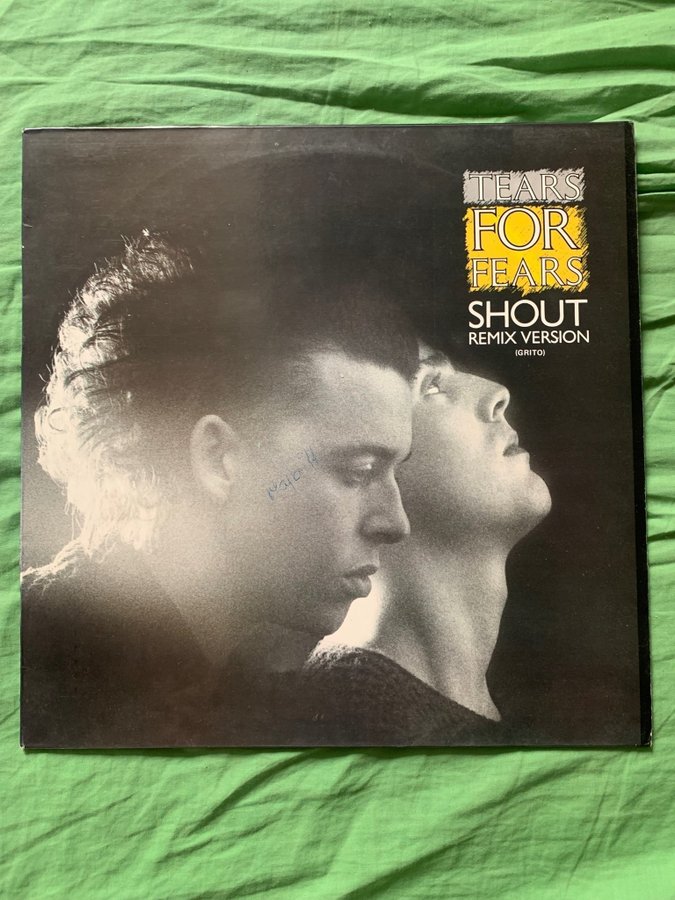 TEARS
FOR
FEARS
SHOUT
REMIX VERSION
(GRITO)